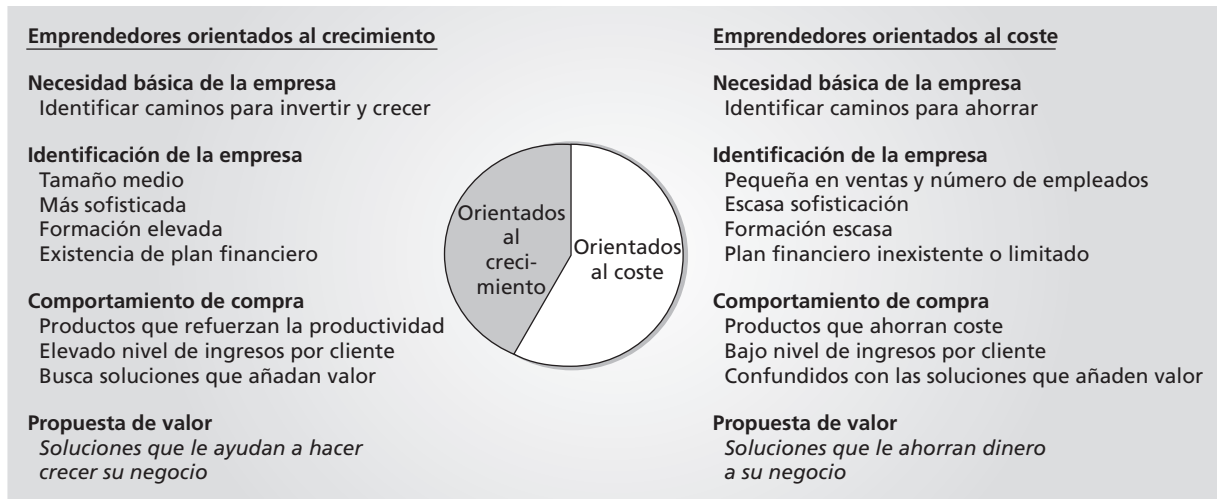 Emprendedores orientados al crecimiento
Necesidad básica de la empresa
Identificar caminos para invertir y crecer
Identificación de la empresa
Tamaño medio
Más sofisticada
Formación elevada
Existencia de plan financiero
Comportamiento de compra
Productos que refuerzan la productividad
Elevado nivel de ingresos por cliente
Busca soluciones que añadan valor
Propuesta de valor
Soluciones que le ayudan a hacer
crecer su negocio
Orientados
al
creci-
miento
Orientados
al coste
Emprendedores orientados al coste
Necesidad básica de la empresa
Identificar caminos para ahorrar
Identificación de la empresa
Pequeña en ventas y número de empleados
Escasa sofisticación
Formación escasa
Plan financiero inexistente o limitado
Comportamiento de compra
Productos que ahorran coste
Bajo nivel de ingresos por cliente
Confundidos con las soluciones que añaden valor
Propuesta de valor
Soluciones que le ahorran dinero
a su negocio